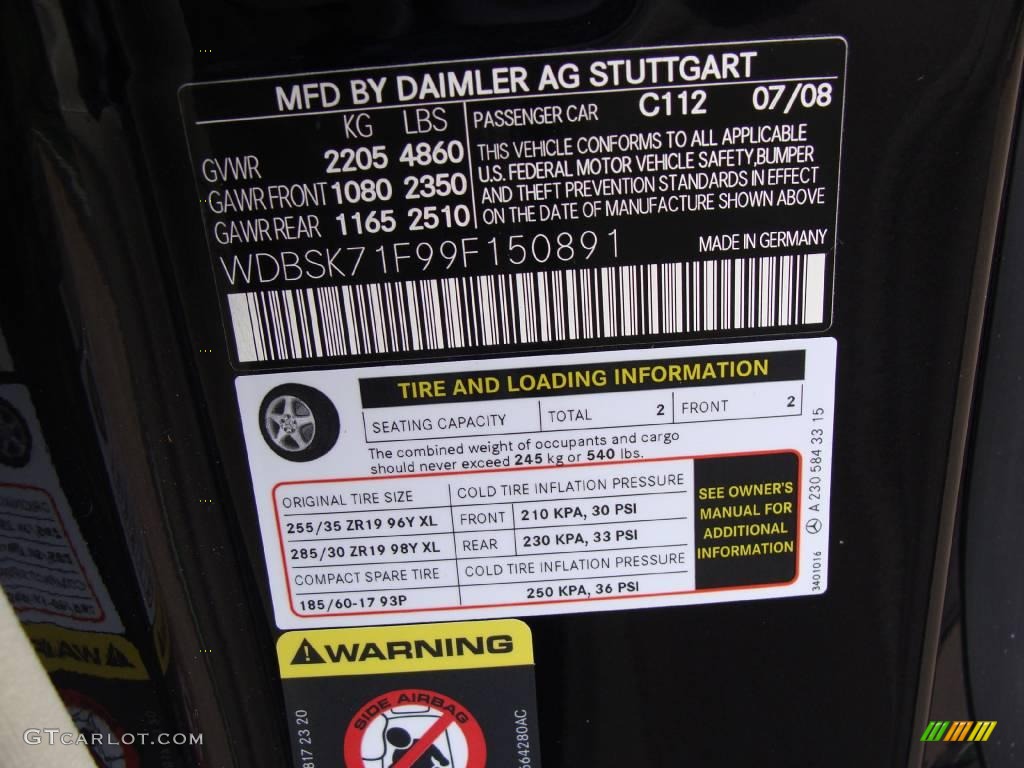 MFD BY DAIMLER AG STUTTGART
KG LBS
GVWR 2205 4860
GAWR FRONT 1080 2350
GAWR REAR 1165 2510
PASSENGER CAR C112 07/08
THIS VEHICLE CONFORMS TO ALL APPLICABLE
U.S. FEDERAL MOTOR VEHICLE SAFETY, BUMPER
AND THEFT PREVENTION STANDARDS IN EFFECT
ON THE DATE OF MANUFACTURE SHOWN ABOVE
WDBSK71F99F150891
MADE IN GERMANY
TIRE AND LOADING INFORMATION
SEATING CAPACITY TOTAL 2 FRONT 2
The combined weight of occupants and cargo
should never exceed 245 kg or 540 lbs.
ORIGINAL TIRE SIZE COLD TIRE INFLATION PRESSURE
255/35 ZR19 96Y XL FRONT 210 KPA, 30 PSI
285/30 ZR19 98Y XL REAR 230 KPA, 33 PSI
COMPACT SPARE TIRE COLD TIRE INFLATION PRESSURE
185/60-17 93P 250 KPA, 36 PSI
SEE OWNER'S
MANUAL FOR
ADDITIONAL
INFORMATION
3401016 A 230 584 33 15
WARNING
SIDE AIRBAG
817 23 20
564280AC
GTCARLOT.COM